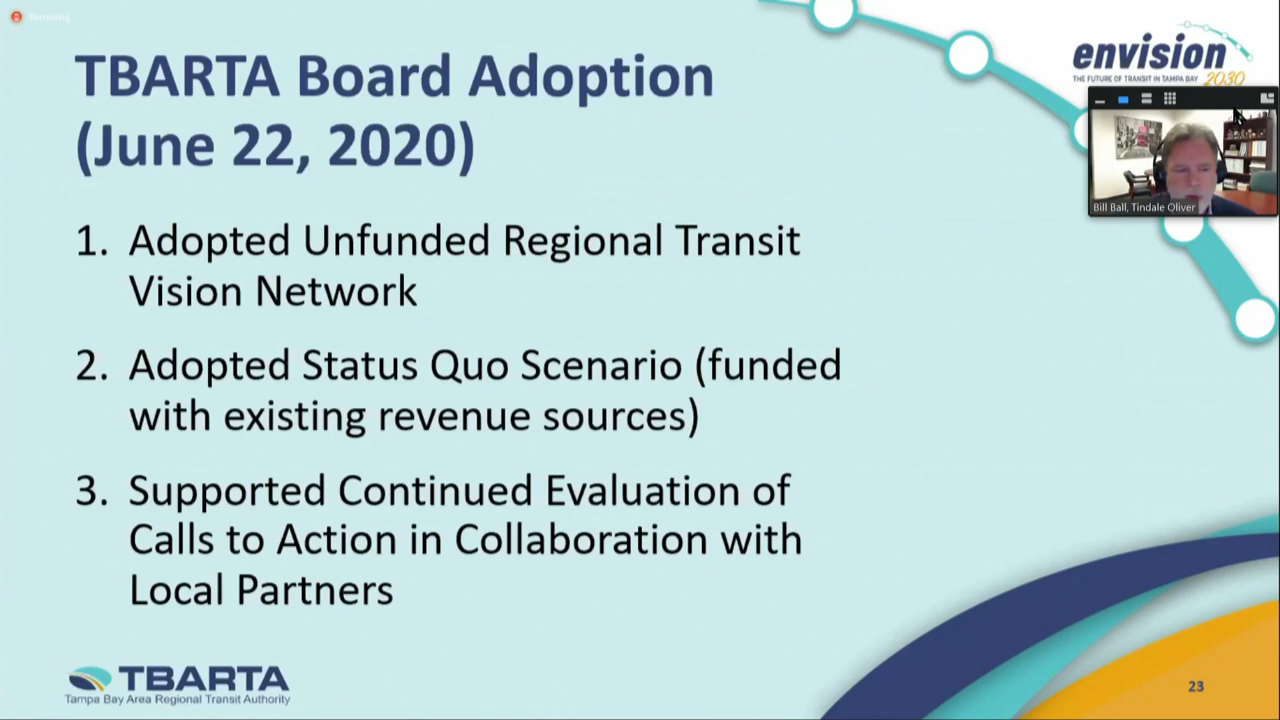 Recording
TBARTA Board Adoption
(June 22, 2020)
envision
THE FUTURE OF TRANSIT IN TAMPA BAY 2030
Bill Ball, Tindale Oliver
1. Adopted Unfunded Regional Transit
Vision Network
2. Adopted Status Quo Scenario (funded
with existing revenue sources)
3. Supported Continued Evaluation of
Calls to Action in Collaboration with
Local Partners
TBARTA
Tampa Bay Area Regional Transit Authority
23